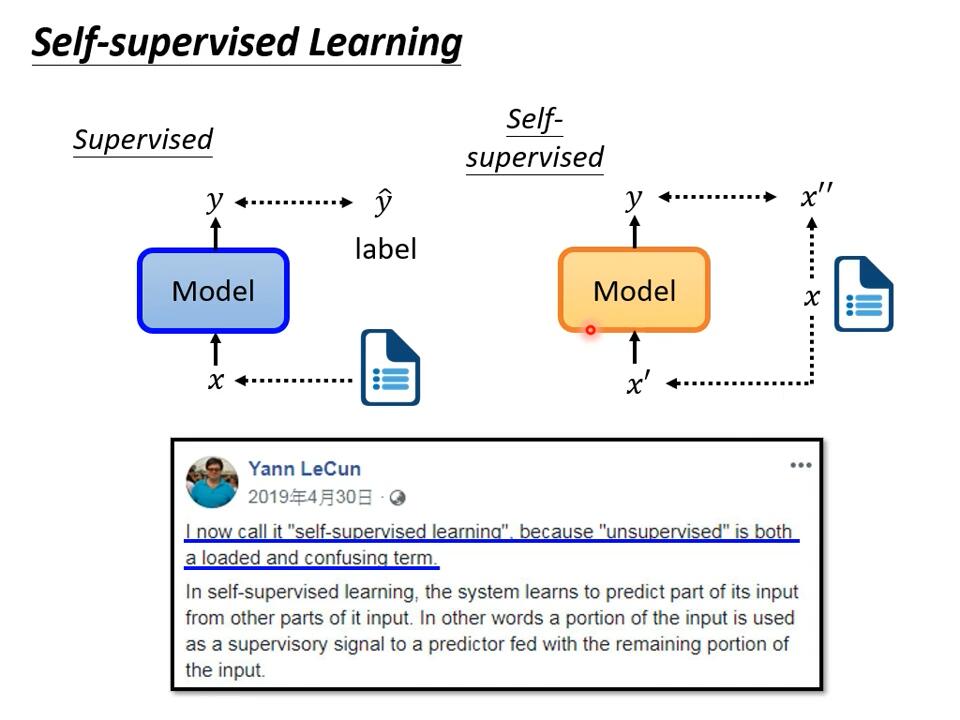 Self-supervised Learning
Supervised
Self-
supervised
y
ŷ
label
Model
x
y
x′′
Model
x
x′
Yann LeCun
2019年4月30日 ·
I now call it "self-supervised learning", because "unsupervised" is both
a loaded and confusing term.
In self-supervised learning, the system learns to predict part of its input
from other parts of it input. In other words a portion of the input is used
as a supervisory signal to a predictor fed with the remaining portion of
the input.